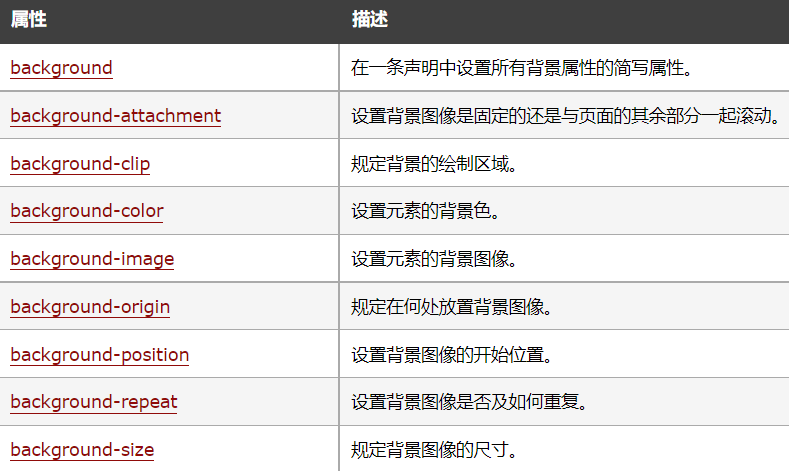 属性 描述
background 在一条声明中设置所有背景属性的简写属性。
background-attachment 设置背景图像是固定的还是与页面的其余部分一起滚动。
background-clip 规定背景的绘制区域。
background-color 设置元素的背景色。
background-image 设置元素的背景图像。
background-origin 规定在何处放置背景图像。
background-position 设置背景图像的开始位置。
background-repeat 设置背景图像是否及如何重复。
background-size 规定背景图像的尺寸。